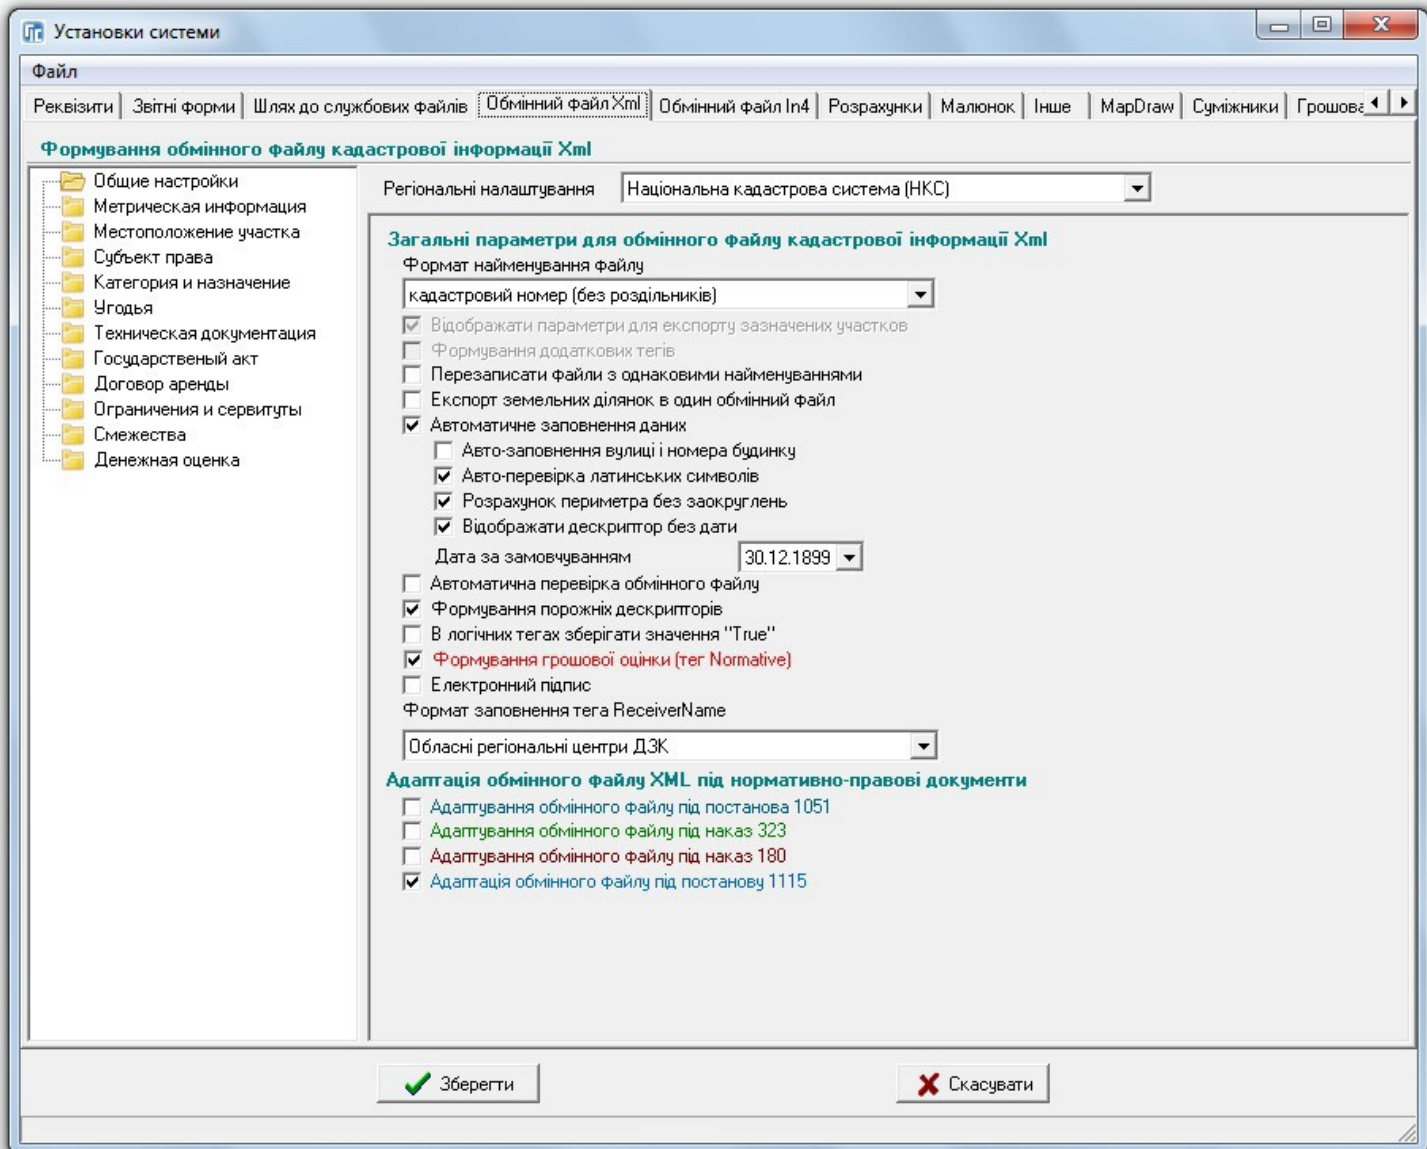 Установки системи
Файл
Реквізити Звітні форми Шлях до службових файлів Обмінний файл Xml Обмінний файл In4 Розрахунки Малюнок Інше MapDraw Суміжники Грошова
Формування обмінного файлу кадастрової інформації Xml
Общие настройки
Метрическая информация
Местоположение участка
Субъект права
Категория и назначение
Угодья
Техническая документация
Государственый акт
Договор аренды
Ограничения и сервитуты
Смежества
Денежная оценка
Регіональні налаштування Національна кадастрова система (НКС)
Загальні параметри для обмінного файлу кадастрової інформації Xml
Формат найменування файлу
кадастровий номер (без роздільників)
Відображати параметри для експорту зазначених участков
Формування додаткових тегів
Перезаписати файли з однаковими найменуваннями
Експорт земельних ділянок в один обмінний файл
Автоматичне заповнення даних
Авто-заповнення вулиці і номера будинку
Авто-перевірка латинських символів
Розрахунок периметра без заокруглень
Відображати дескриптор без дати
Дата за замовчуванням 30.12.1899
Автоматична перевірка обмінного файлу
Формування порожніх дескрипторів
В логічних тегах зберігати значення "True"
Формування грошової оцінки (тег Normative)
Електронний підпис
Формат заповнення тега ReceiverName
Обласні регіональні центри ДЗК
Адаптація обмінного файлу XML під нормативно-правові документи
Адаптування обмінного файлу під постанова 1051
Адаптування обмінного файлу під наказ 323
Адаптування обмінного файлу під наказ 180
Адаптація обмінного файлу під постанову 1115
Зберегти Скасувати